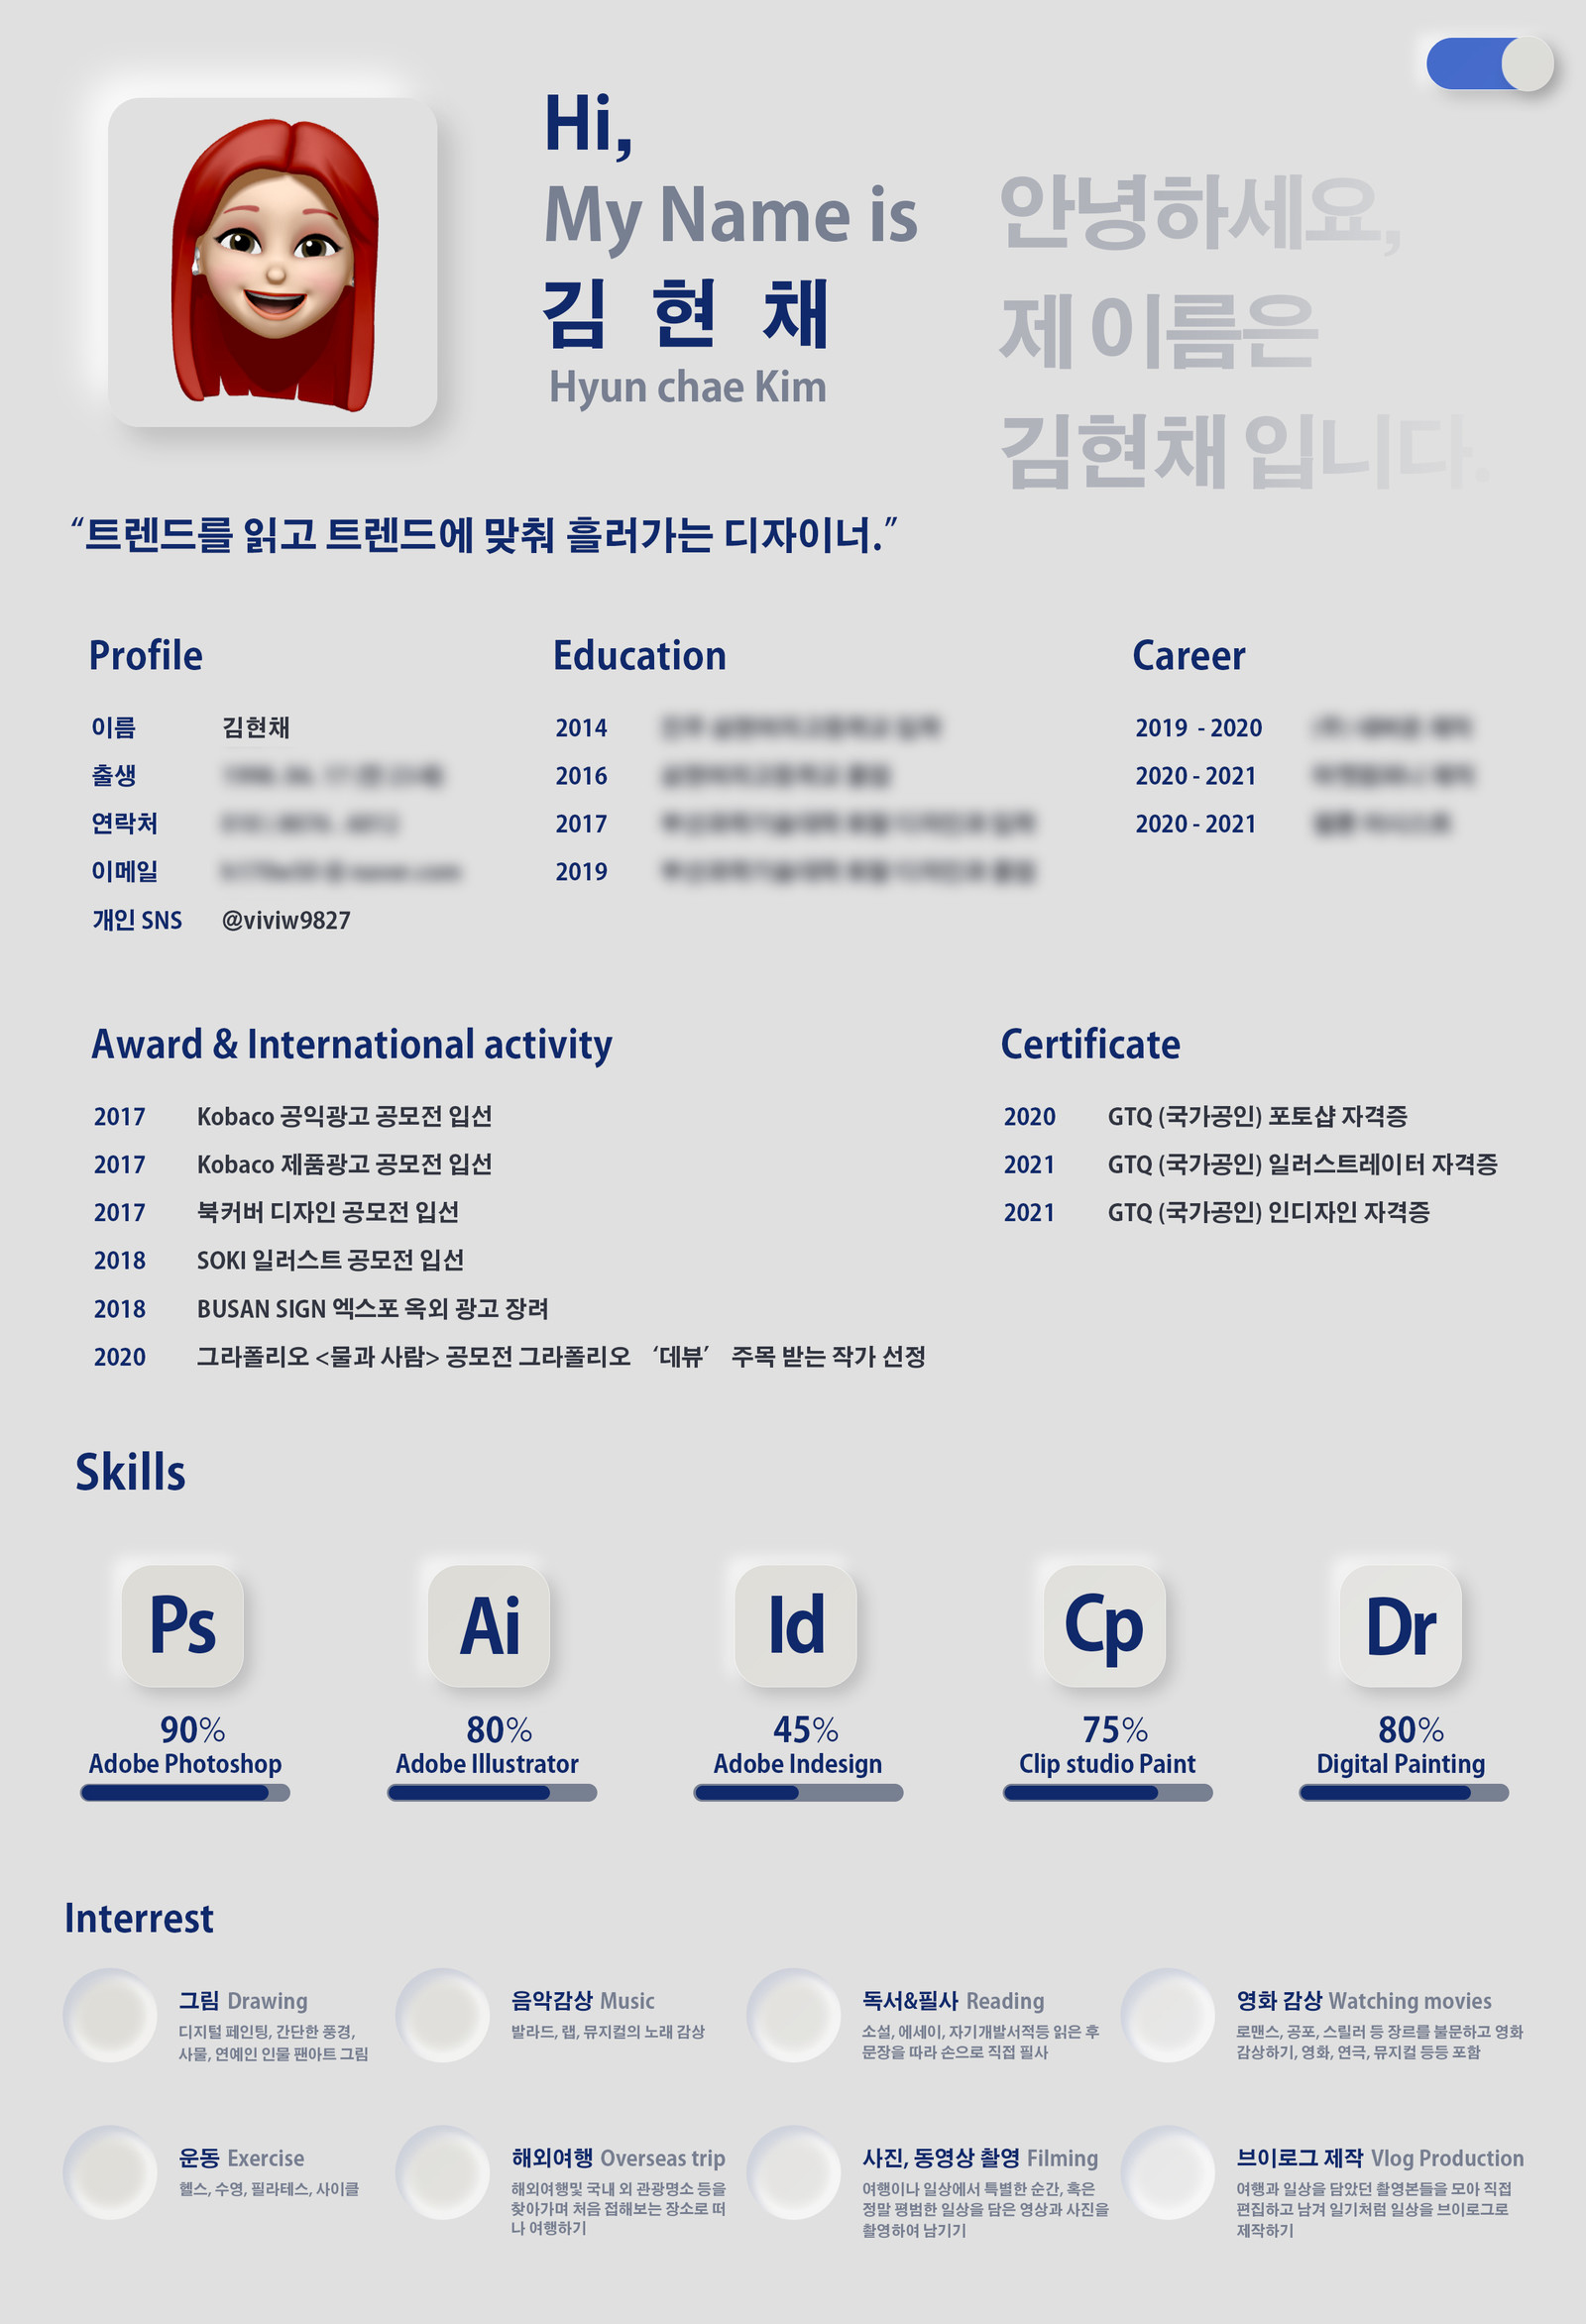 Hi,
My Name is
김 현 채
Hyun chae Kim
안녕하세요,
제 이름은
김현채 입니다.
“트렌드를 읽고 트렌드에 맞춰 흘러가는 디자이너.”
Profile
이름 김현채
출생
연락처
이메일
개인 SNS @viviw9827
Education
2014
2016
2017
2019
Career
2019 - 2020
2020 - 2021
2020 - 2021
Award & International activity
2017 Kobaco 공익광고 공모전 입선
2017 Kobaco 제품광고 공모전 입선
2017 북커버 디자인 공모전 입선
2018 SOKI 일러스트 공모전 입선
2018 BUSAN SIGN 엑스포 옥외 광고 장려
2020 그라폴리오 <물과 사람> 공모전 그라폴리오 ‘데뷰’ 주목 받는 작가 선정
Certificate
2020 GTQ (국가공인) 포토샵 자격증
2021 GTQ (국가공인) 일러스트레이터 자격증
2021 GTQ (국가공인) 인디자인 자격증
Skills
Ps
90%
Adobe Photoshop
Ai
80%
Adobe Illustrator
Id
45%
Adobe Indesign
Cp
75%
Clip studio Paint
Dr
80%
Digital Painting
Interrest
그림 Drawing
디지털 페인팅, 간단한 풍경,
사물, 연예인 인물 팬아트 그림
음악감상 Music
발라드, 랩, 뮤지컬의 노래 감상
독서&필사 Reading
소설, 에세이, 자기개발서적등 읽은 후
문장을 따라 손으로 직접 필사
영화 감상 Watching movies
로맨스, 공포, 스릴러 등 장르를 불문하고 영화
감상하기, 영화, 연극, 뮤지컬 등등 포함
운동 Exercise
헬스, 수영, 필라테스, 사이클
해외여행 Overseas trip
해외여행및 국내 외 관광명소 등을
찾아가며 처음 접해보는 장소로 떠
나 여행하기
사진, 동영상 촬영 Filming
여행이나 일상에서 특별한 순간, 혹은
정말 평범한 일상을 담은 영상과 사진을
촬영하여 남기기
브이로그 제작 Vlog Production
여행과 일상을 담았던 촬영본들을 모아 직접
편집하고 남겨 일기처럼 일상을 브이로그로
제작하기